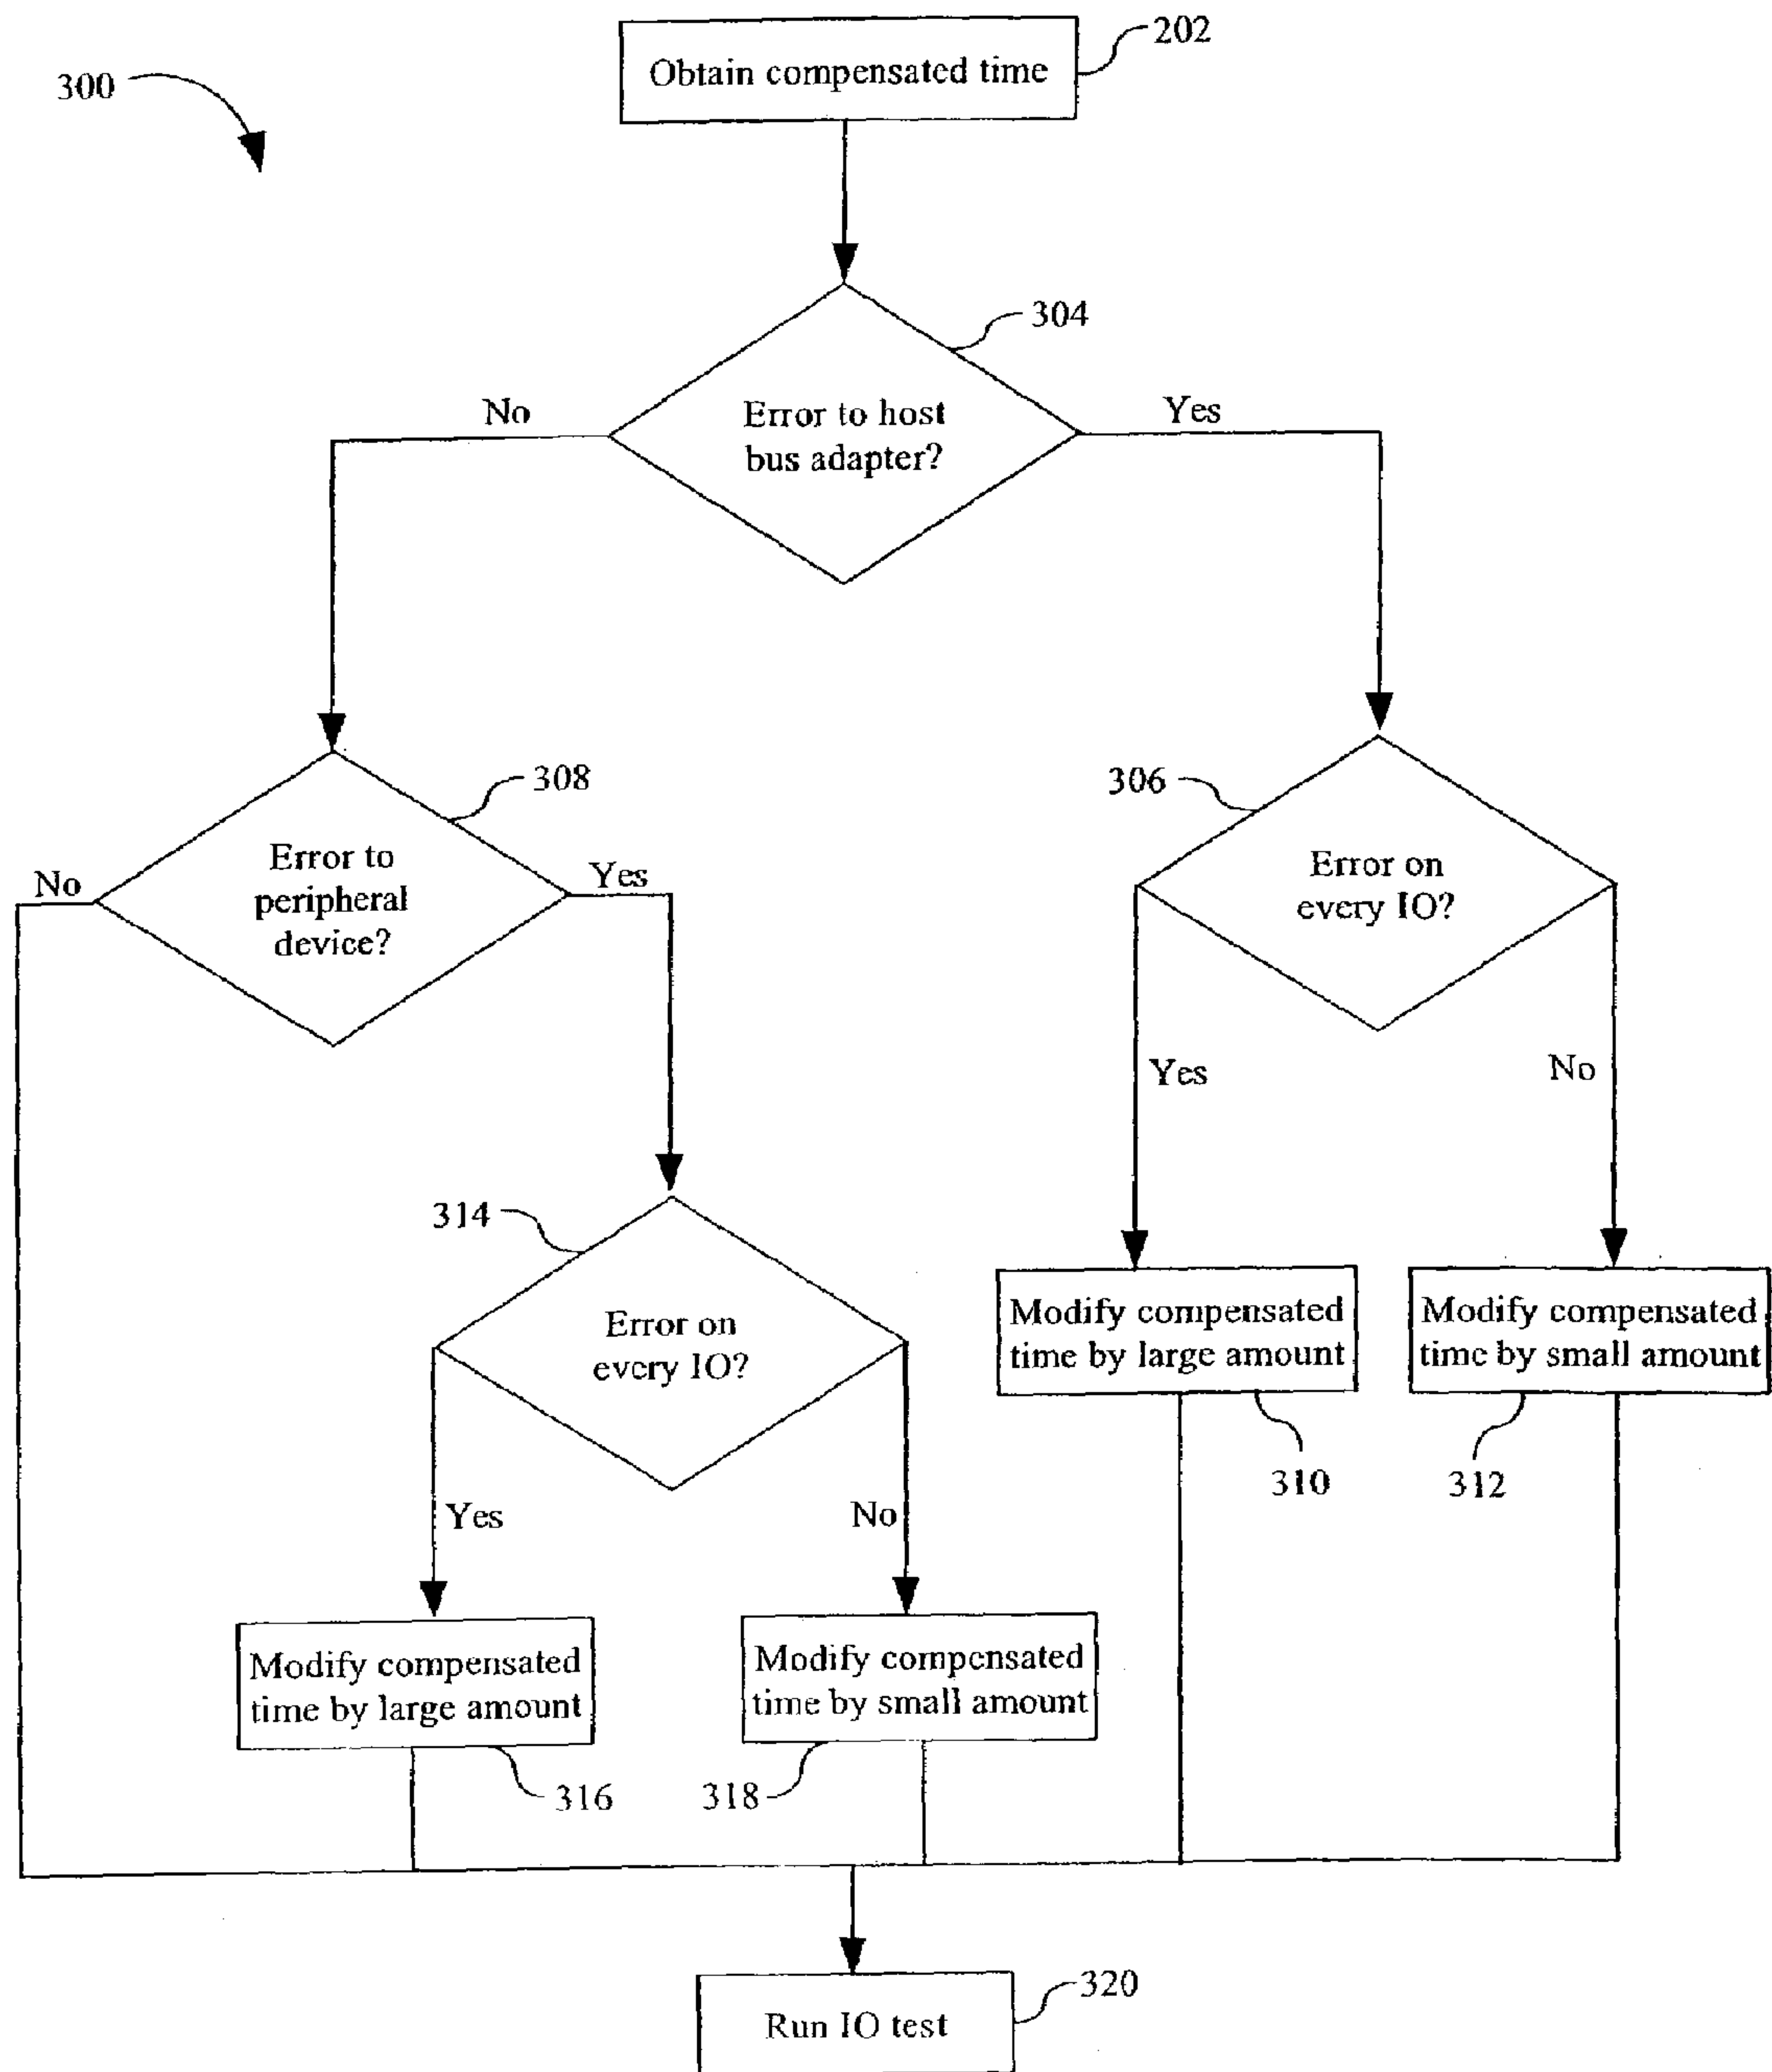 202
Obtain compensated time
300
304
No
Error to host
bus adapter?
Yes
308
306
No
Error to
peripheral
device?
Yes
Error on
every IO?
Yes
No
314
Error on
every IO?
Modify compensated
time by large amount
Modify compensated
time by small amount
310
312
Yes
No
Modify compensated
time by large amount
Modify compensated
time by small amount
316
318
320
Run IO test